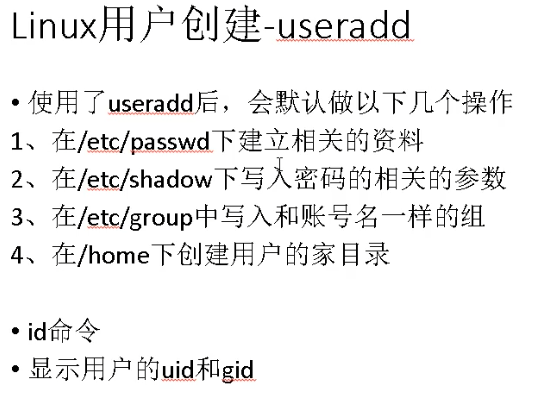 Linux用户创建-useradd
• 使用了useradd后，会默认做以下几个操作
1、在/etc/passwd下建立相关的资料
2、在/etc/shadow下写入密码的相关的参数
3、在/etc/group中写入和账号名一样的组
4、在/home下创建用户的家目录
• id命令
• 显示用户的uid和gid